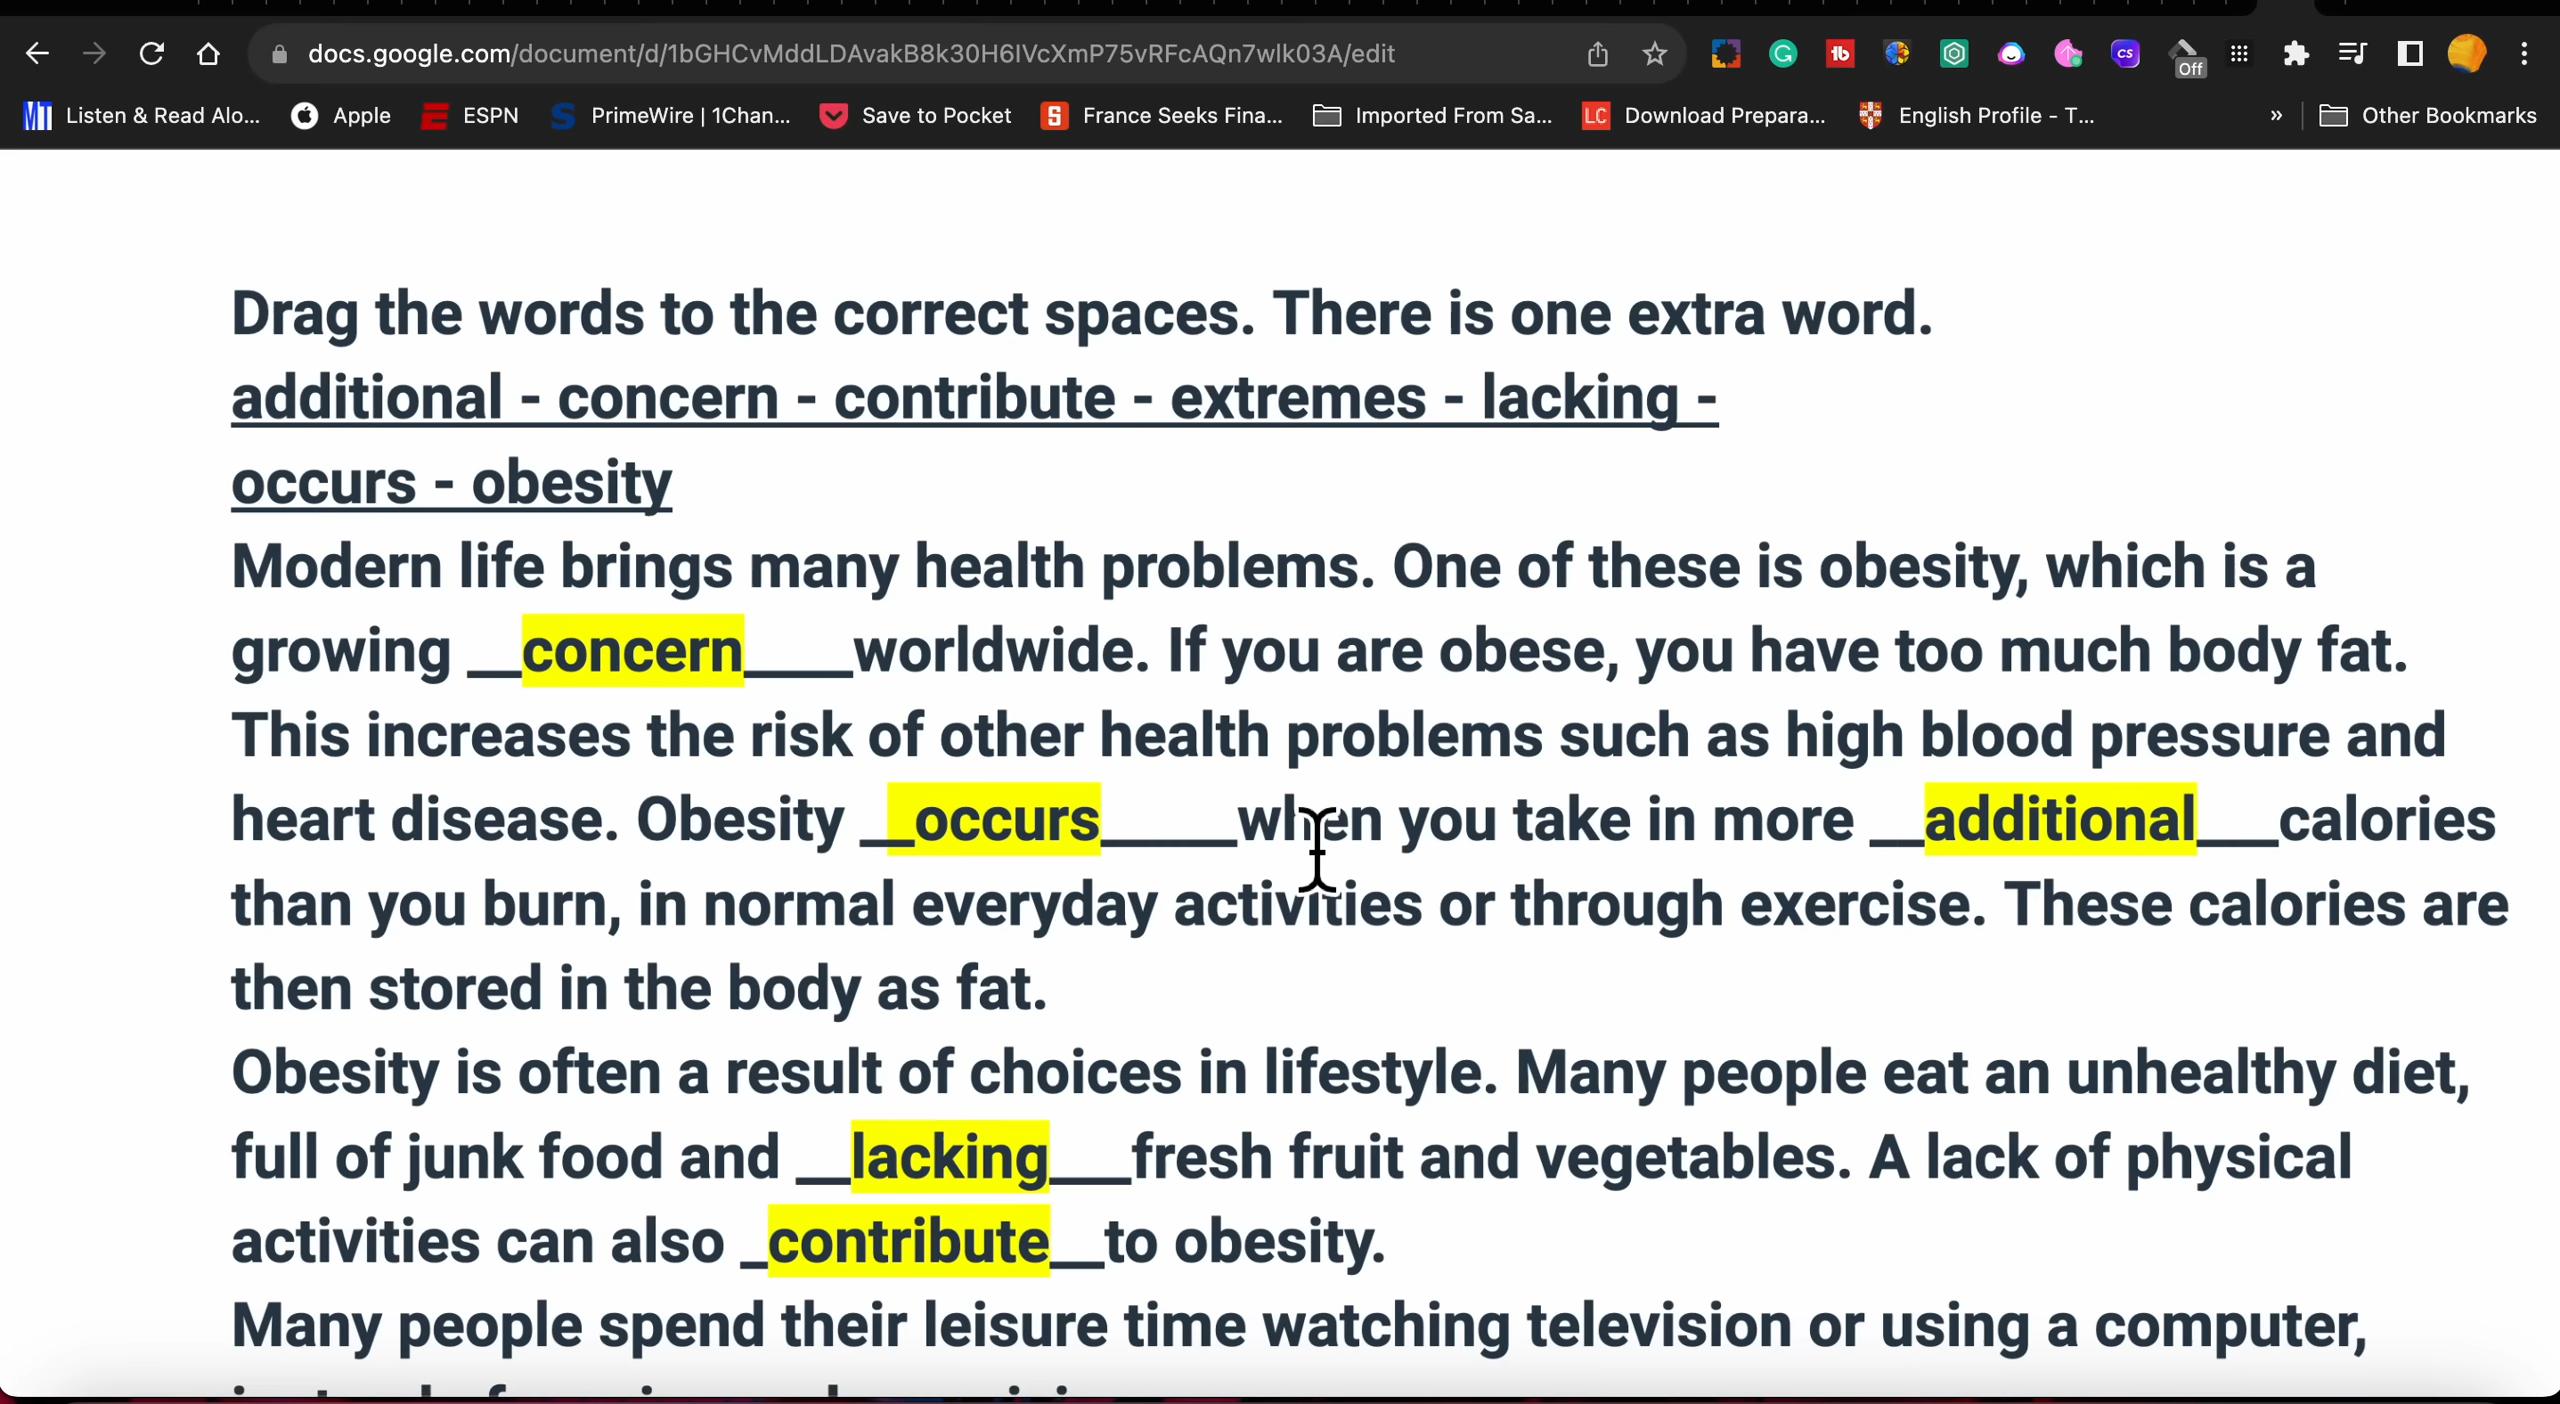 docs.google.com/document/d/1bGHCvMddLDAvakB8k30H6IVcXmP75vRFcAQn7wlk03A/edit
Off
Listen & Read Alo... Apple ESPN PrimeWire | 1Chan... Save to Pocket France Seeks Fina... Imported From Sa... LC Download Prepara... English Profile - T... » Other Bookmarks
Drag the words to the correct spaces. There is one extra word.
additional - concern - contribute - extremes - lacking -
occurs - obesity
Modern life brings many health problems. One of these is obesity, which is a
growing __concern____worldwide. If you are obese, you have too much body fat.
This increases the risk of other health problems such as high blood pressure and
heart disease. Obesity __occurs_____when you take in more __additional___calories
than you burn, in normal everyday activities or through exercise. These calories are
then stored in the body as fat.
Obesity is often a result of choices in lifestyle. Many people eat an unhealthy diet,
full of junk food and __lacking___fresh fruit and vegetables. A lack of physical
activities can also _contribute__to obesity.
Many people spend their leisure time watching television or using a computer,